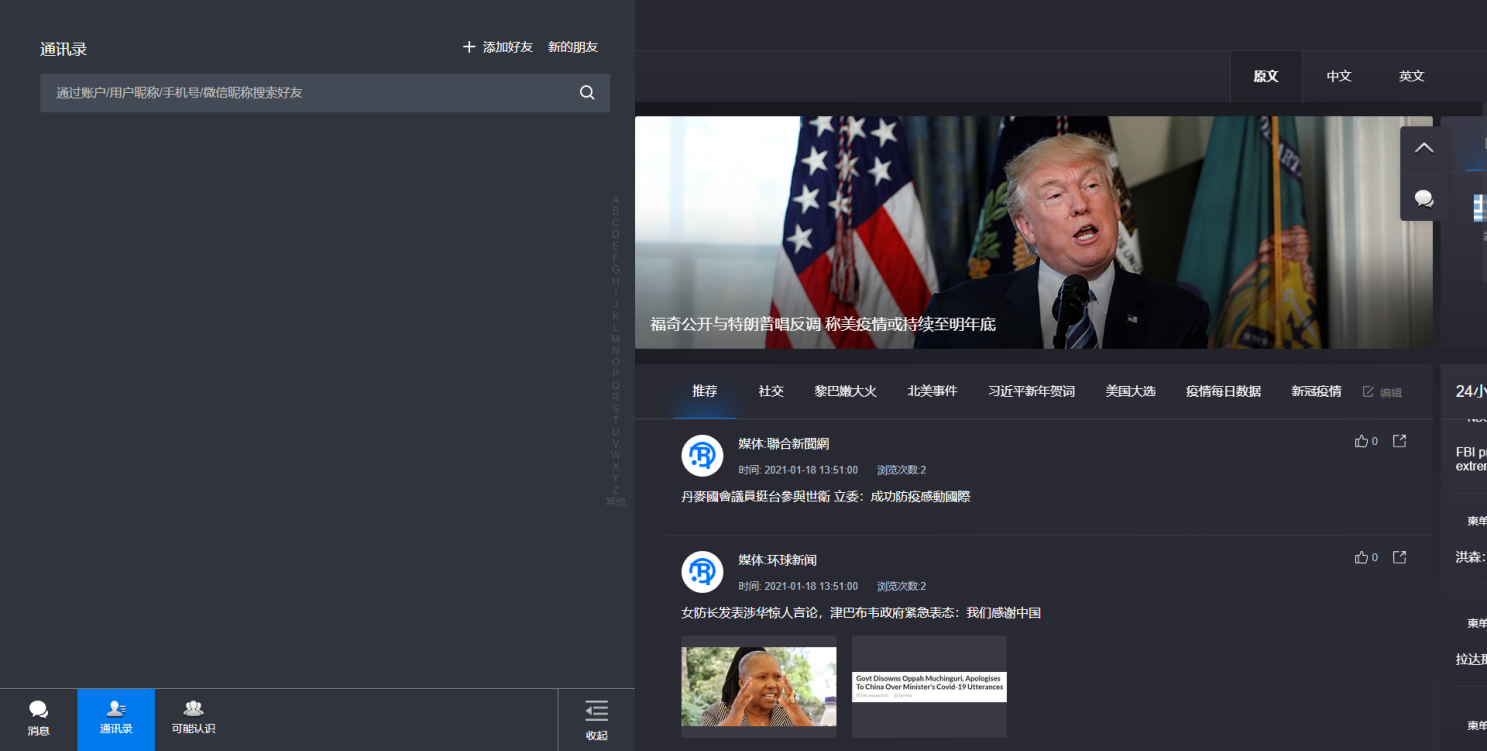 通讯录
添加好友 新的朋友
通过账户/用户昵称/手机号/微信昵称搜索好友
A
B
C
D
E
F
G
H
I
J
K
L
M
N
O
P
Q
R
S
T
U
V
W
X
Y
Z
其他
消息
通讯录
可能认识
收起
原文 中文 英文
福奇公开与特朗普唱反调 称美疫情或持续至明年底
推荐 社交 黎巴嫩大火 北美事件 习近平新年贺词 美国大选 疫情每日数据 新冠疫情 编辑
媒体:聯合新聞網
0
时间: 2021-01-18 13:51:00 浏览次数:2
丹麥國會議員挺台參與世衛 立委：成功防疫感動國際
媒体:环球新闻
0
时间: 2021-01-18 13:51:00 浏览次数:2
女防长发表涉华惊人言论，津巴布韦政府紧急表态：我们感谢中国
Govt Disowns Oppah Muchinguri, Apologises
To China Over Minister's Covid-19 Utterances
24小
FBI
extre
柬单
洪森:
柬单
拉达那
柬单